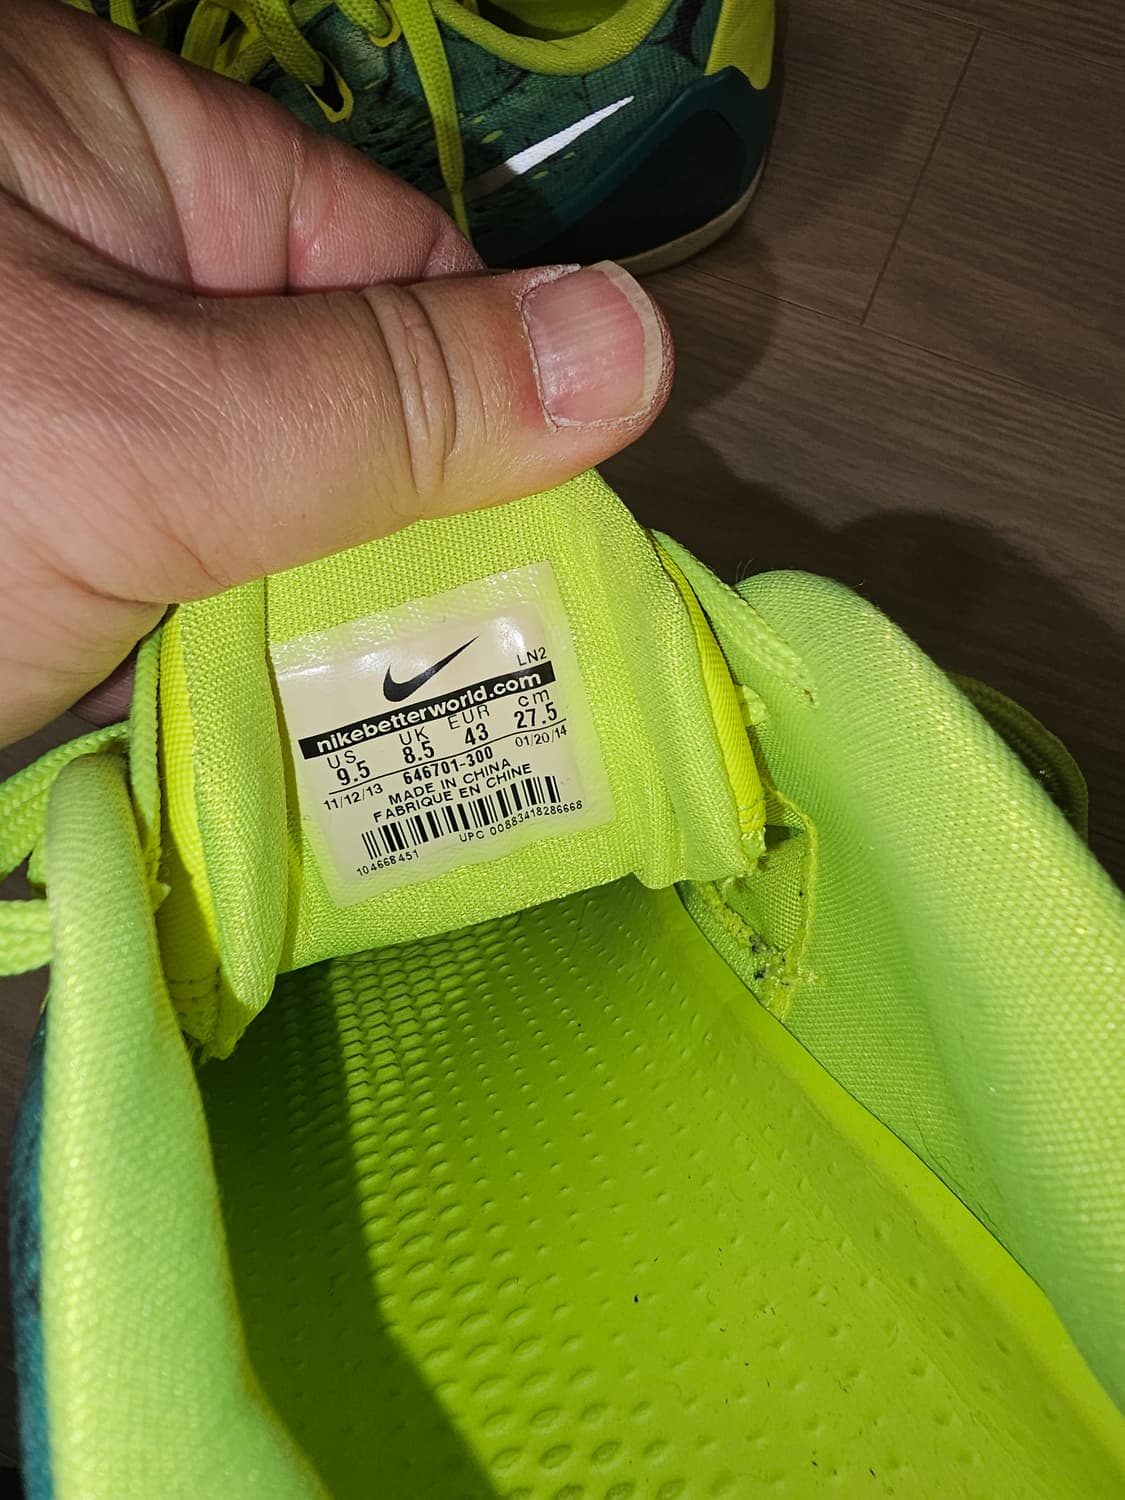 LN2
nikebetterworld.com
US UK EUR cm
9.5 8.5 43 27.5
11/12/13 646701-300 01/20/14
MADE IN CHINA
FABRIQUE EN CHINE
104668451 UPC 00883418286668